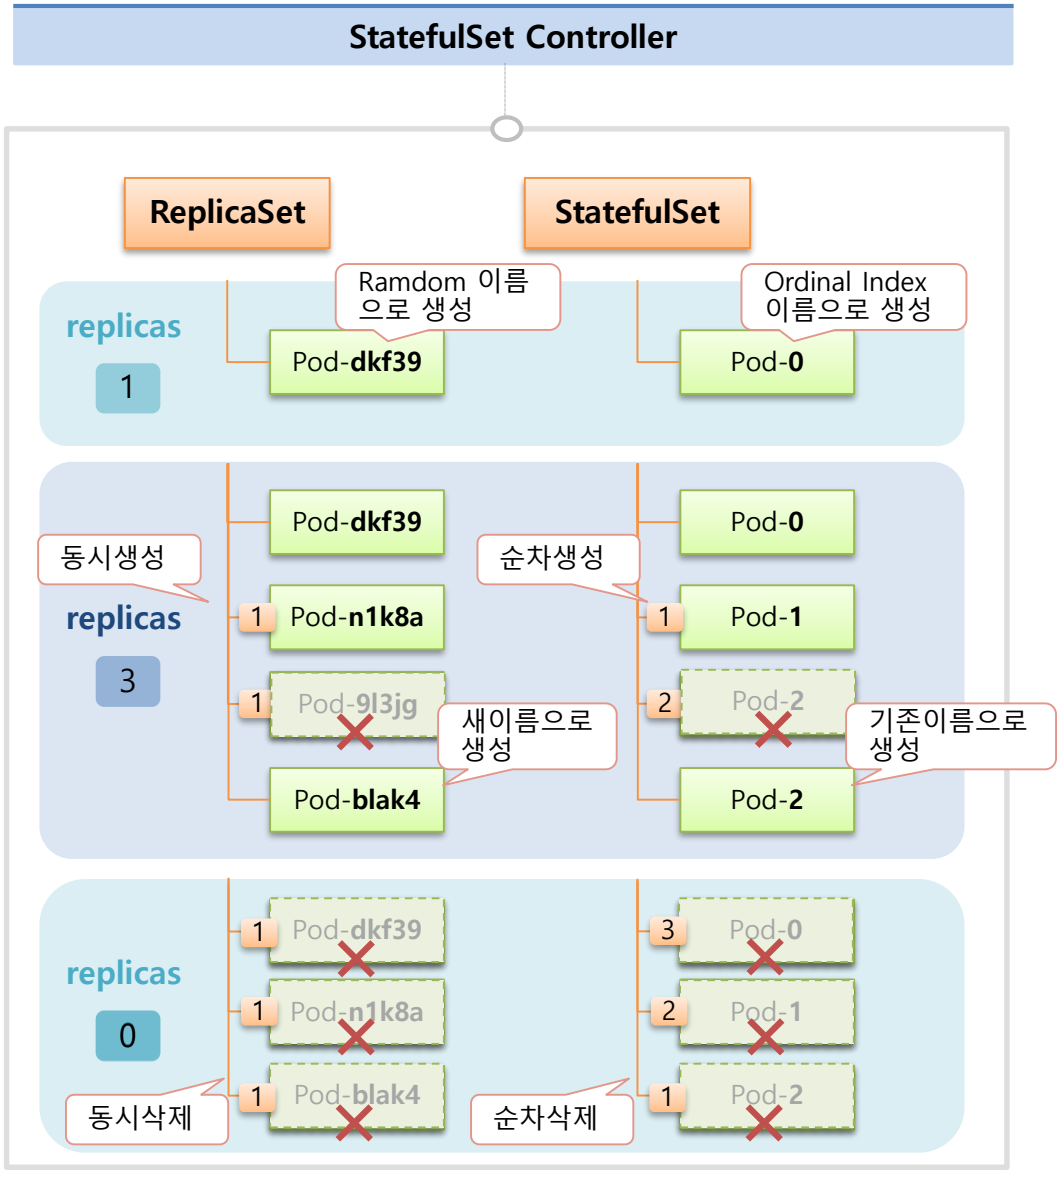 StatefulSet Controller
ReplicaSet
StatefulSet
Ramdom 이름
으로 생성
Ordinal Index
이름으로 생성
replicas
1
Pod-dkf39
Pod-0
Pod-dkf39
Pod-0
동시생성
순차생성
replicas
3
1
Pod-n1k8a
1
Pod-1
1
Pod-9l3jg
2
Pod-2
새이름으로
생성
기존이름으로
생성
Pod-blak4
Pod-2
replicas
0
1
Pod-dkf39
3
Pod-0
1
Pod-n1k8a
2
Pod-1
1
Pod-blak4
1
Pod-2
동시삭제
순차삭제